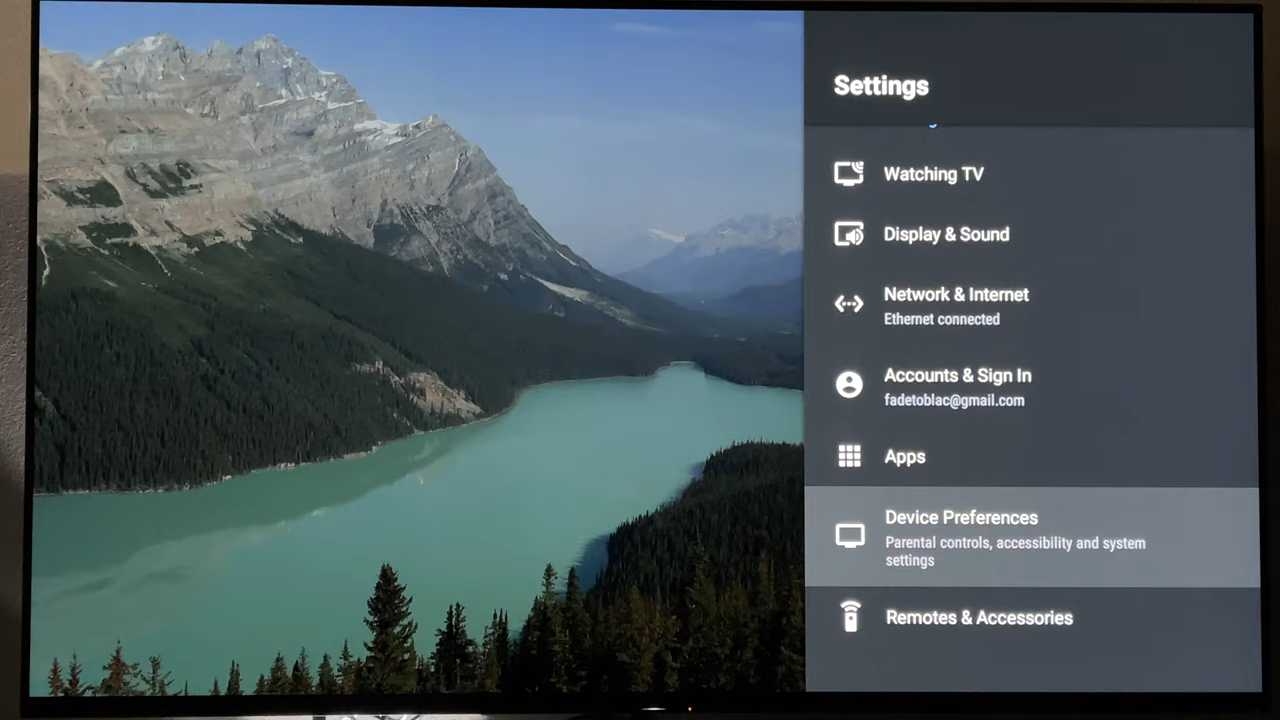 Settings
Watching TV
Display & Sound
Network & Internet
Ethernet connected
Accounts & Sign In
fadetoblac@gmail.com
Apps
Device Preferences
Parental controls, accessibility and system
settings
Remotes & Accessories